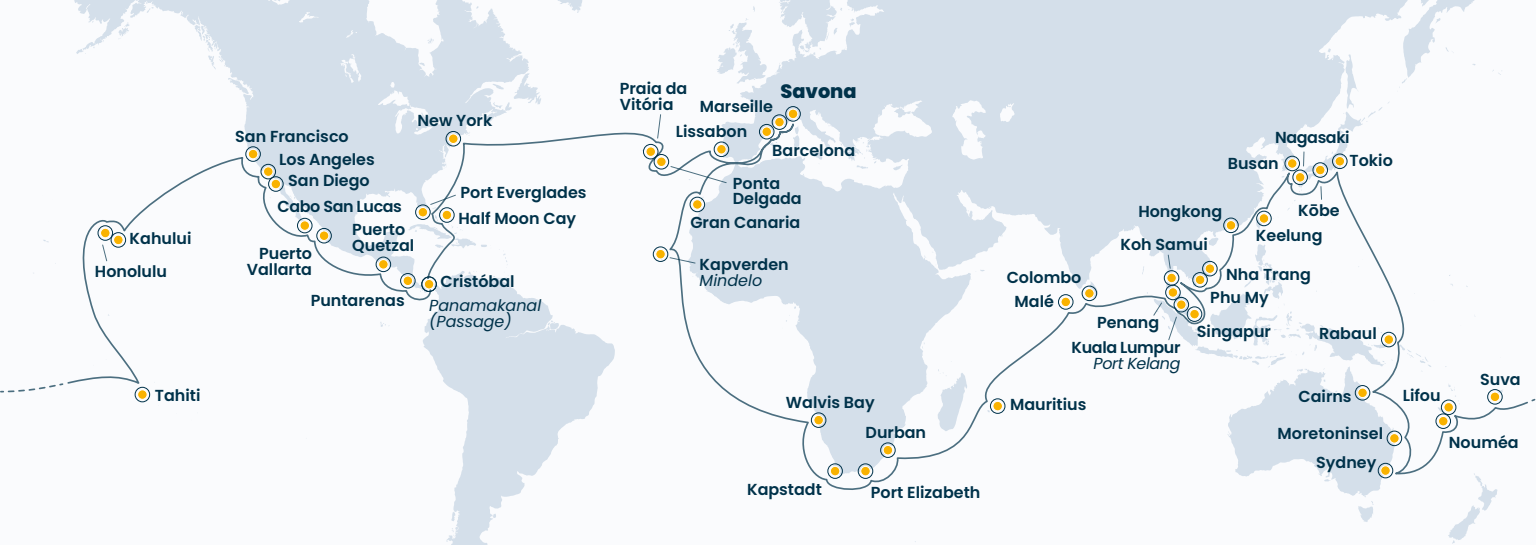 Praia da
Vitória
Savona
Marseille
New York
Lissabon
San Francisco
Nagasaki
Barcelona
Los Angeles
Busan
Tokio
San Diego
Port Everglades
Ponta
Delgada
Cabo San Lucas
Half Moon Cay
Kōbe
Hongkong
Gran Canaria
Puerto
Quetzal
Kahului
Keelung
Koh Samui
Puerto
Vallarta
Honolulu
Kapverden
Mindelo
Colombo
Nha Trang
Cristóbal
Puntarenas
Malé
Phu My
Panamakanal
(Passage)
Penang
Singapur
Rabaul
Kuala Lumpur
Port Kelang
Suva
Tahiti
Walvis Bay
Mauritius
Cairns
Lifou
Durban
Moretoninsel
Nouméa
Sydney
Kapstadt
Port Elizabeth